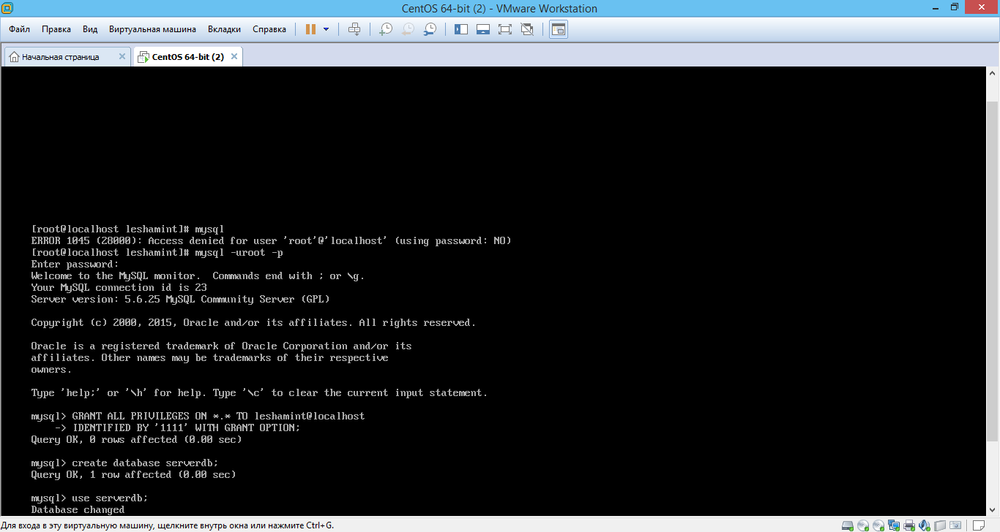 CentOS 64-bit (2) - VMware Workstation
Файл Правка Вид Виртуальная машина Вкладки Справка
Начальная страница CentOS 64-bit (2)
[root@localhost leshamint]# mysql
ERROR 1045 (28000): Access denied for user 'root'@'localhost' (using password: NO)
[root@localhost leshamint]# mysql -uroot -p
Enter password:
Welcome to the MySQL monitor.  Commands end with ; or \g.
Your MySQL connection id is 23
Server version: 5.6.25 MySQL Community Server (GPL)
Copyright (c) 2000, 2015, Oracle and/or its affiliates. All rights reserved.
Oracle is a registered trademark of Oracle Corporation and/or its
affiliates. Other names may be trademarks of their respective
owners.
Type 'help;' or '\h' for help. Type '\c' to clear the current input statement.
mysql> GRANT ALL PRIVILEGES ON *.* TO leshamint@localhost
    -> IDENTIFIED BY '1111' WITH GRANT OPTION;
Query OK, 0 rows affected (0.00 sec)
mysql> create database serverdb;
Query OK, 1 row affected (0.00 sec)
mysql> use serverdb;
Database changed
Для входа в эту виртуальную машину, щелкните внутрь окна или нажмите Ctrl+G.